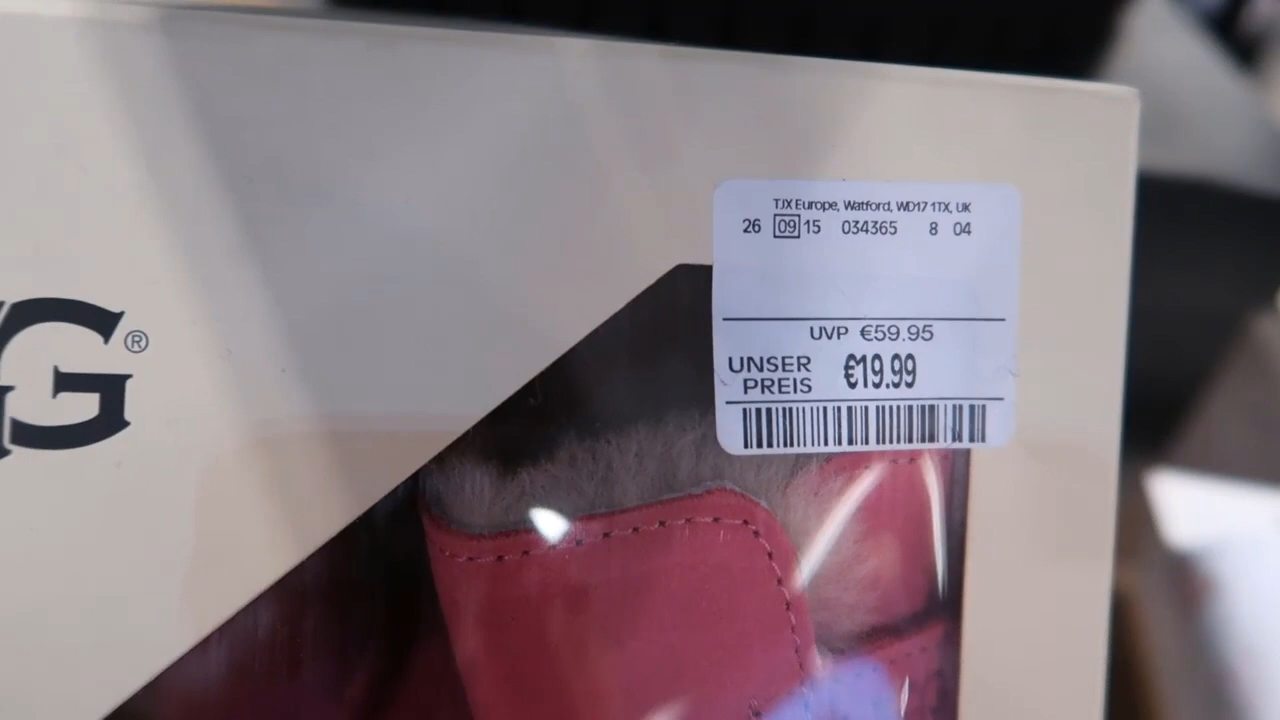 TJX Europe, Watford, WD17 1TX, UK
26 09 15 034365 8 04
UVP €59.95
UNSER PREIS €19.99
G®